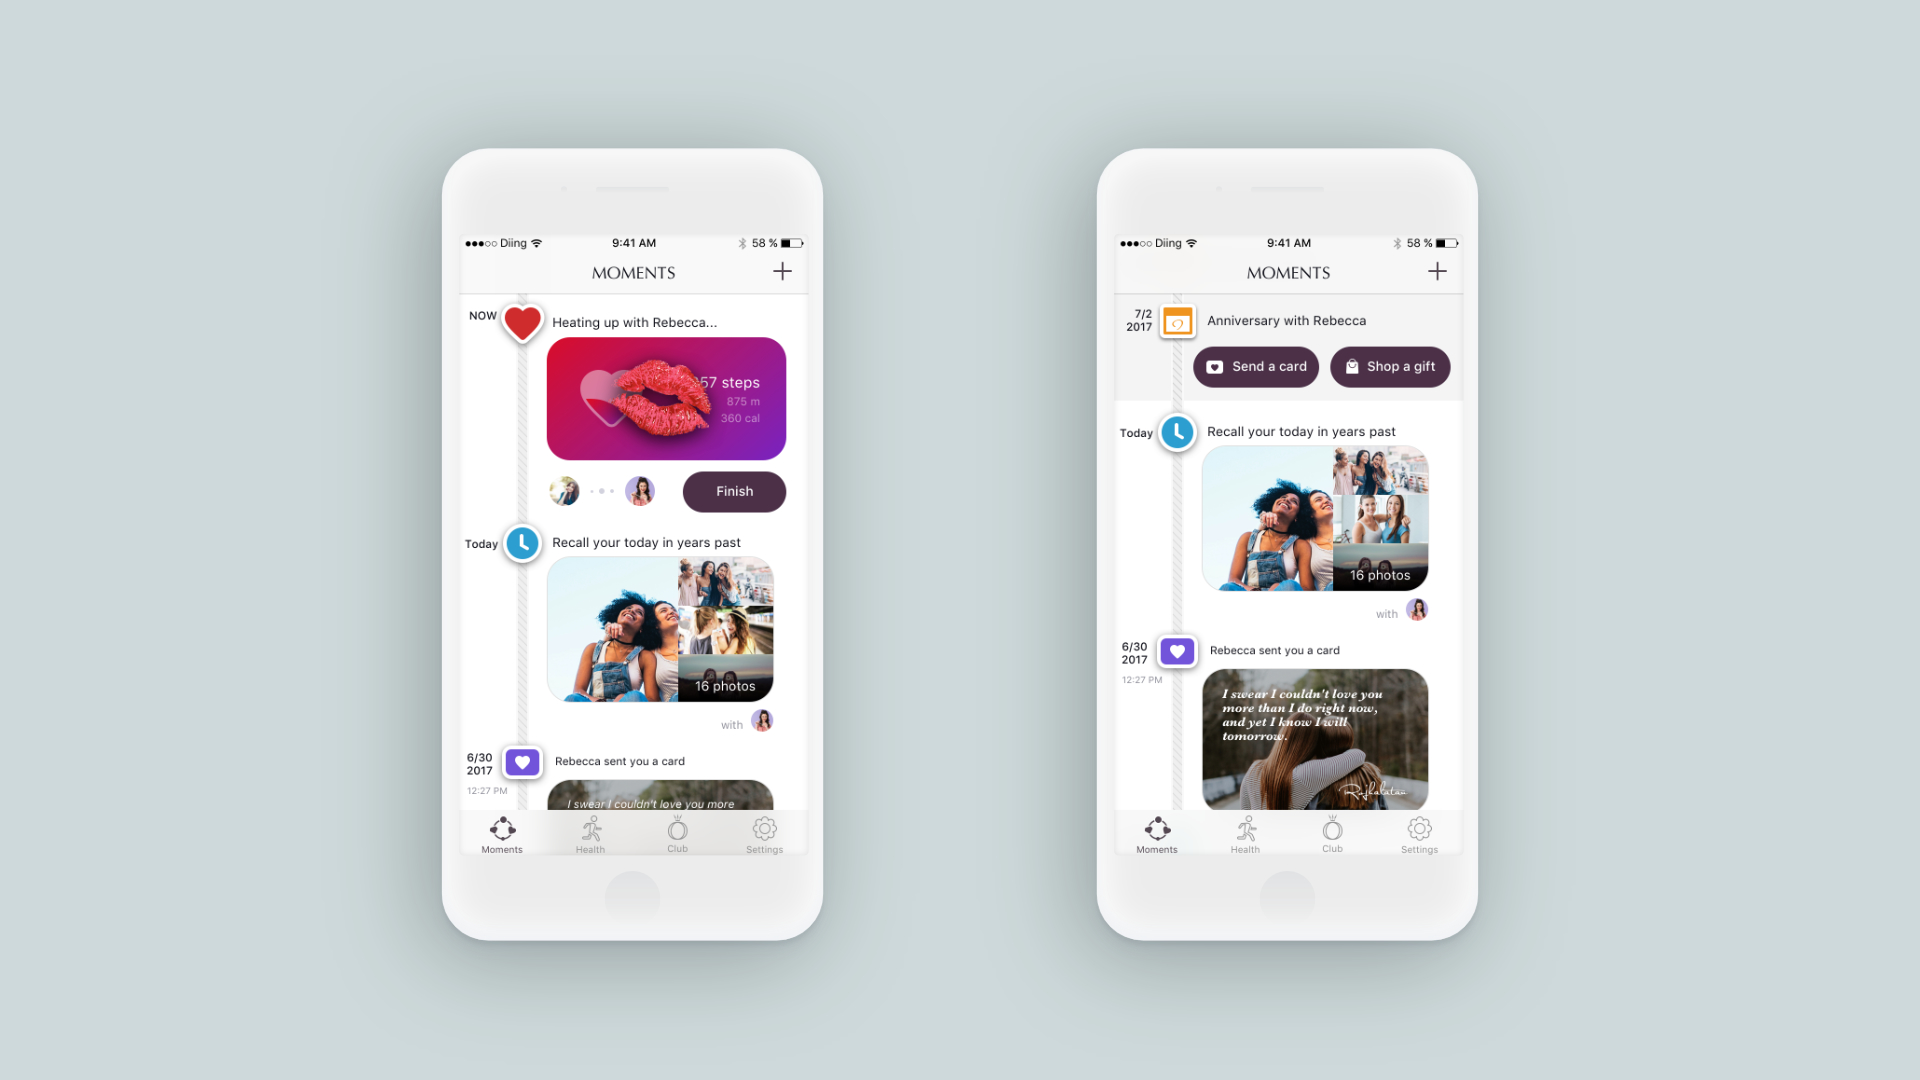 Diing
9:41 AM
58 %
MOMENTS
NOW
Heating up with Rebecca...
57 steps
875 m
360 cal
Finish
Today
Recall your today in years past
16 photos
with
6/30
2017
12:27 PM
Rebecca sent you a card
I swear I couldn't love you more
Moments
Health
Club
Settings
Diing
9:41 AM
58 %
MOMENTS
7/2
2017
Anniversary with Rebecca
Send a card
Shop a gift
Today
Recall your today in years past
16 photos
with
6/30
2017
12:27 PM
Rebecca sent you a card
I swear I couldn't love you
more than I do right now,
and yet I know I will
tomorrow.
Moments
Health
Club
Settings